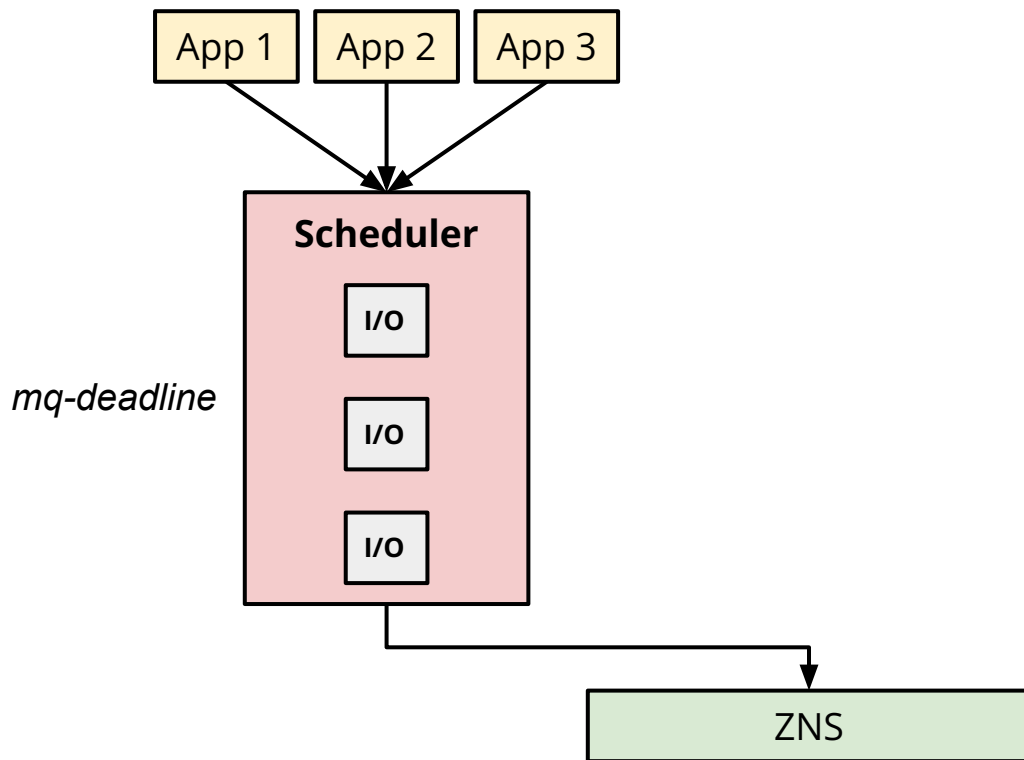 App 1
App 2
App 3
Scheduler
I/O
mq-deadline
I/O
I/O
ZNS